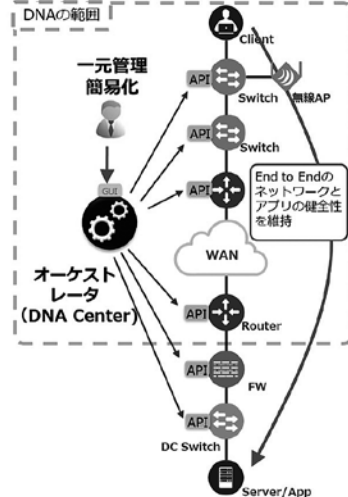 DNAの範囲
Client
一元管理
簡易化
API
Switch
無線AP
API
Switch
GUI
API
End to Endの
ネットワークと
アプリの健全性
を維持
WAN
オーケスト
レータ
(DNA Center)
API
Router
API
FW
API
DC Switch
Server/App